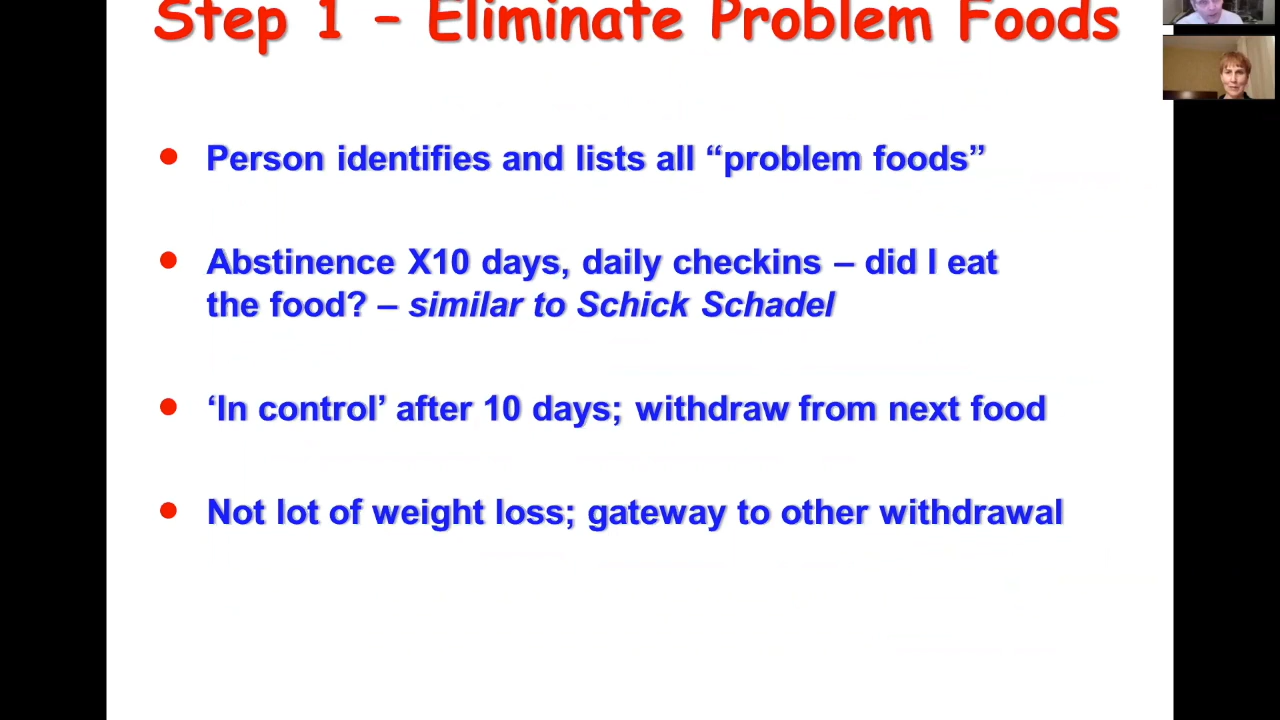 Step 1 – Eliminate Problem Foods
• Person identifies and lists all “problem foods”
• Abstinence X10 days, daily checkins – did I eat
the food? – similar to Schick Schadel
• ‘In control’ after 10 days; withdraw from next food
• Not lot of weight loss; gateway to other withdrawal